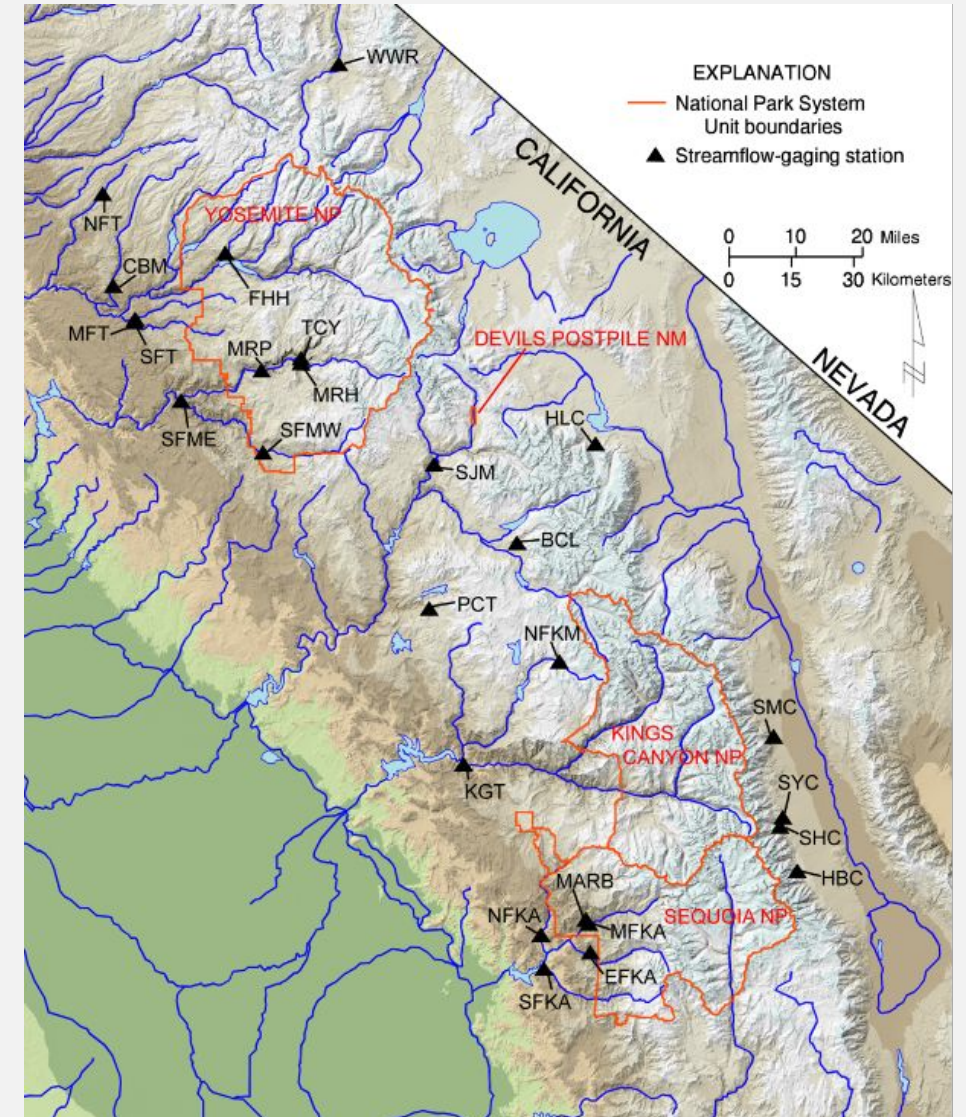 WWR
EXPLANATION
National Park System
Unit boundaries
Streamflow-gaging station
CALIFORNIA
NEVADA
0 10 20 Miles
0 15 30 Kilometers
NFT
YOSEMITE NP
CBM
FHH
MFT
SFT
TCY
MRP
MRH
DEVILS POSTPILE NM
SFME
SFMW
HLC
SJM
BCL
PCT
NFKM
SMC
KINGS
CANYON NP
KGT
SYC
SHC
HBC
MARB
NFKA
MFKA
SEQUOIA NP
EFKA
SFKA